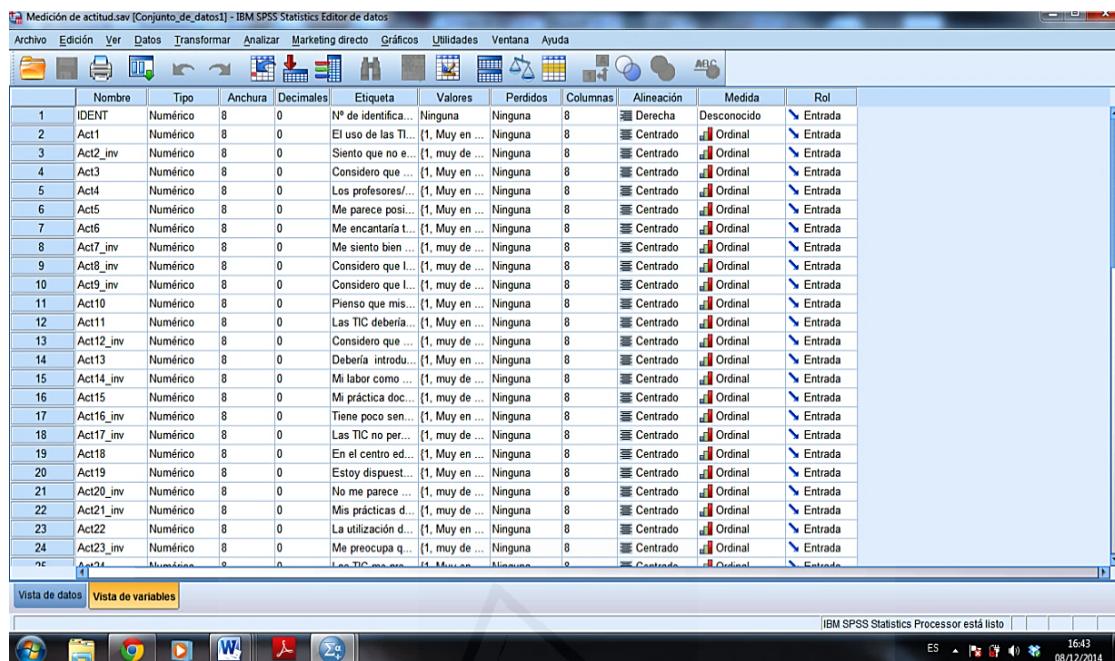 Medición de actitud.sav [Conjunto_de_datos1] - IBM SPSS Statistics Editor de datos
Archivo Edición Ver Datos Transformar Analizar Marketing directo Gráficos Utilidades Ventana Ayuda
Nombre Tipo Anchura Decimales Etiqueta Valores Perdidos Columnas Alineación Medida Rol
1 IDENT Numérico 8 0 Nº de identifica... Ninguna Ninguna 8 Derecha Desconocido Entrada
2 Act1 Numérico 8 0 El uso de las TI... {1, Muy en ... Ninguna 8 Centrado Ordinal Entrada
3 Act2_inv Numérico 8 0 Siento que no e... {1, muy de ... Ninguna 8 Centrado Ordinal Entrada
4 Act3 Numérico 8 0 Considero que ... {1, Muy en ... Ninguna 8 Centrado Ordinal Entrada
5 Act4 Numérico 8 0 Los profesores/... {1, Muy en ... Ninguna 8 Centrado Ordinal Entrada
6 Act5 Numérico 8 0 Me parece posi... {1, Muy en ... Ninguna 8 Centrado Ordinal Entrada
7 Act6 Numérico 8 0 Me encantaría t... {1, Muy en ... Ninguna 8 Centrado Ordinal Entrada
8 Act7_inv Numérico 8 0 Me siento bien ... {1, muy de ... Ninguna 8 Centrado Ordinal Entrada
9 Act8_inv Numérico 8 0 Considero que l... {1, muy de ... Ninguna 8 Centrado Ordinal Entrada
10 Act9_inv Numérico 8 0 Considero que l... {1, muy de ... Ninguna 8 Centrado Ordinal Entrada
11 Act10 Numérico 8 0 Pienso que mis... {1, Muy en ... Ninguna 8 Centrado Ordinal Entrada
12 Act11 Numérico 8 0 Las TIC debería... {1, Muy en ... Ninguna 8 Centrado Ordinal Entrada
13 Act12_inv Numérico 8 0 Considero que ... {1, muy de ... Ninguna 8 Centrado Ordinal Entrada
14 Act13 Numérico 8 0 Debería introdu... {1, Muy en ... Ninguna 8 Centrado Ordinal Entrada
15 Act14_inv Numérico 8 0 Mi labor como ... {1, muy de ... Ninguna 8 Centrado Ordinal Entrada
16 Act15 Numérico 8 0 Mi práctica doc... {1, Muy en ... Ninguna 8 Centrado Ordinal Entrada
17 Act16_inv Numérico 8 0 Tiene poco sen... {1, muy de ... Ninguna 8 Centrado Ordinal Entrada
18 Act17_inv Numérico 8 0 Las TIC no per... {1, muy de ... Ninguna 8 Centrado Ordinal Entrada
19 Act18 Numérico 8 0 En el centro ed... {1, Muy en ... Ninguna 8 Centrado Ordinal Entrada
20 Act19 Numérico 8 0 Estoy dispuest... {1, Muy en ... Ninguna 8 Centrado Ordinal Entrada
21 Act20_inv Numérico 8 0 No me parece ... {1, muy de ... Ninguna 8 Centrado Ordinal Entrada
22 Act21_inv Numérico 8 0 Mis prácticas d... {1, muy de ... Ninguna 8 Centrado Ordinal Entrada
23 Act22 Numérico 8 0 La utilización d... {1, Muy en ... Ninguna 8 Centrado Ordinal Entrada
24 Act23_inv Numérico 8 0 Me preocupa q... {1, muy de ... Ninguna 8 Centrado Ordinal Entrada
Vista de datos Vista de variables
IBM SPSS Statistics Processor está listo
ES 16:43
08/12/2014